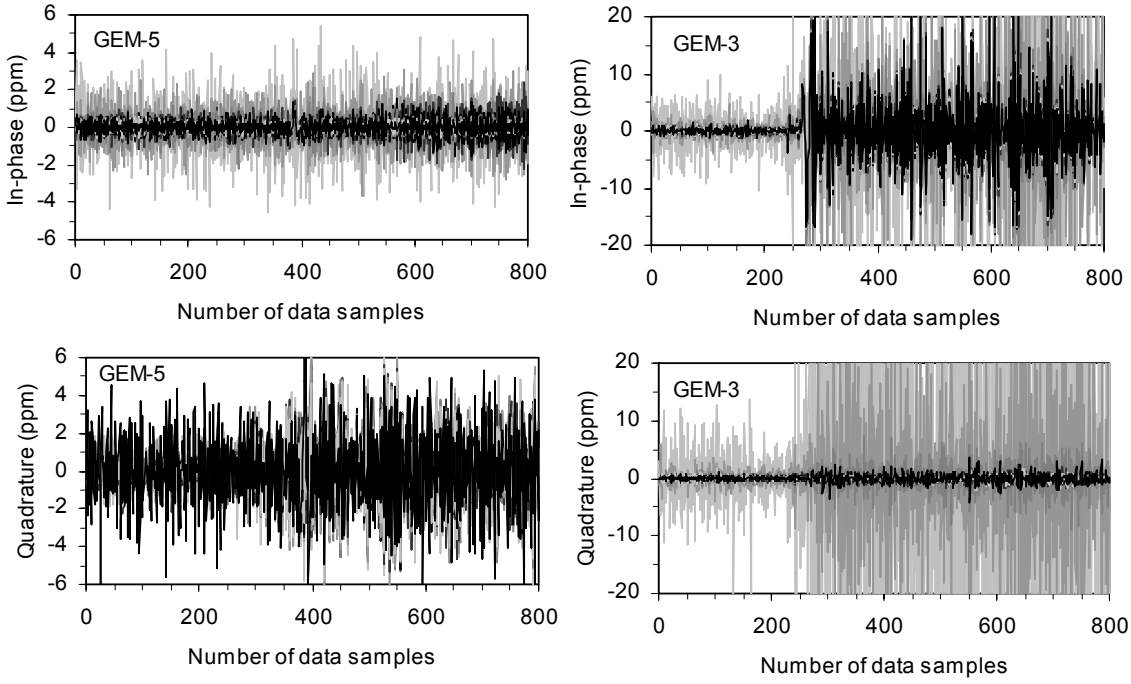 GEM-5
In-phase (ppm)
6
4
2
0
-2
-4
-6
0 200 400 600 800
Number of data samples
GEM-3
In-phase (ppm)
20
10
0
-10
-20
0 100 200 300 400 500 600 700 800
Number of data samples
GEM-5
Quadrature (ppm)
6
4
2
0
-2
-4
-6
0 200 400 600 800
Number of data samples
GEM-3
Quadrature (ppm)
20
10
0
-10
-20
0 200 400 600 800
Number of data samples